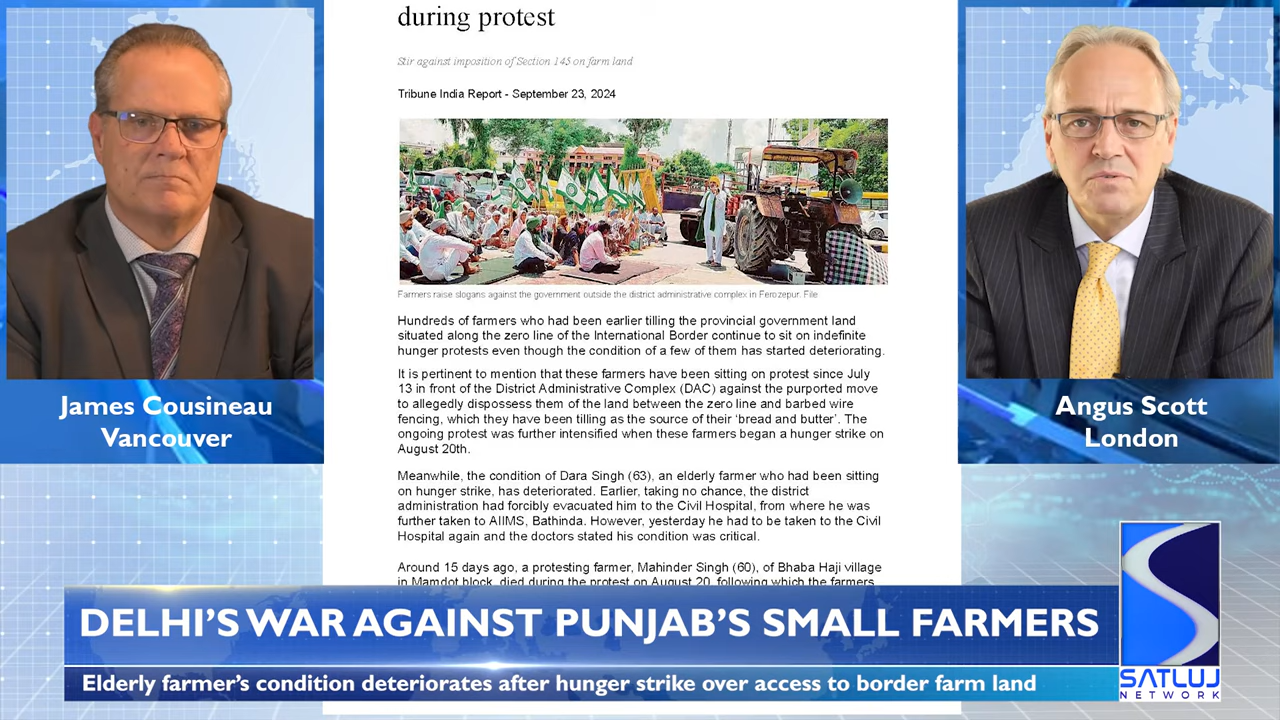 during protest
Stir against imposition of Section 145 on farm land
Tribune India Report - September 23, 2024
Farmers raise slogans against the government outside the district administrative complex in Ferozepur. File
Hundreds of farmers who had been earlier tilling the provincial government land
situated along the zero line of the International Border continue to sit on indefinite
hunger protests even though the condition of a few of them has started deteriorating.
It is pertinent to mention that these farmers have been sitting on protest since July
13 in front of the District Administrative Complex (DAC) against the purported move
to allegedly dispossess them of the land between the zero line and barbed wire
fencing, which they have been tilling as the source of their ‘bread and butter’. The
ongoing protest was further intensified when these farmers began a hunger strike on
August 20th.
Meanwhile, the condition of Dara Singh (63), an elderly farmer who had been sitting
on hunger strike, has deteriorated. Earlier, taking no chance, the district
administration had forcibly evacuated him to the Civil Hospital, from where he was
further taken to AIIMS, Bathinda. However, yesterday he had to be taken to the Civil
Hospital again and the doctors stated his condition was critical.
Around 15 days ago, a protesting farmer, Mahinder Singh (60), of Bhaba Haji village
in Mamdot block, died during the protest on August 20, following which the farmers
James Cousineau
Vancouver
Angus Scott
London
DELHI’S WAR AGAINST PUNJAB’S SMALL FARMERS
Elderly farmer’s condition deteriorates after hunger strike over access to border farm land
SATLUJ
NETWORK